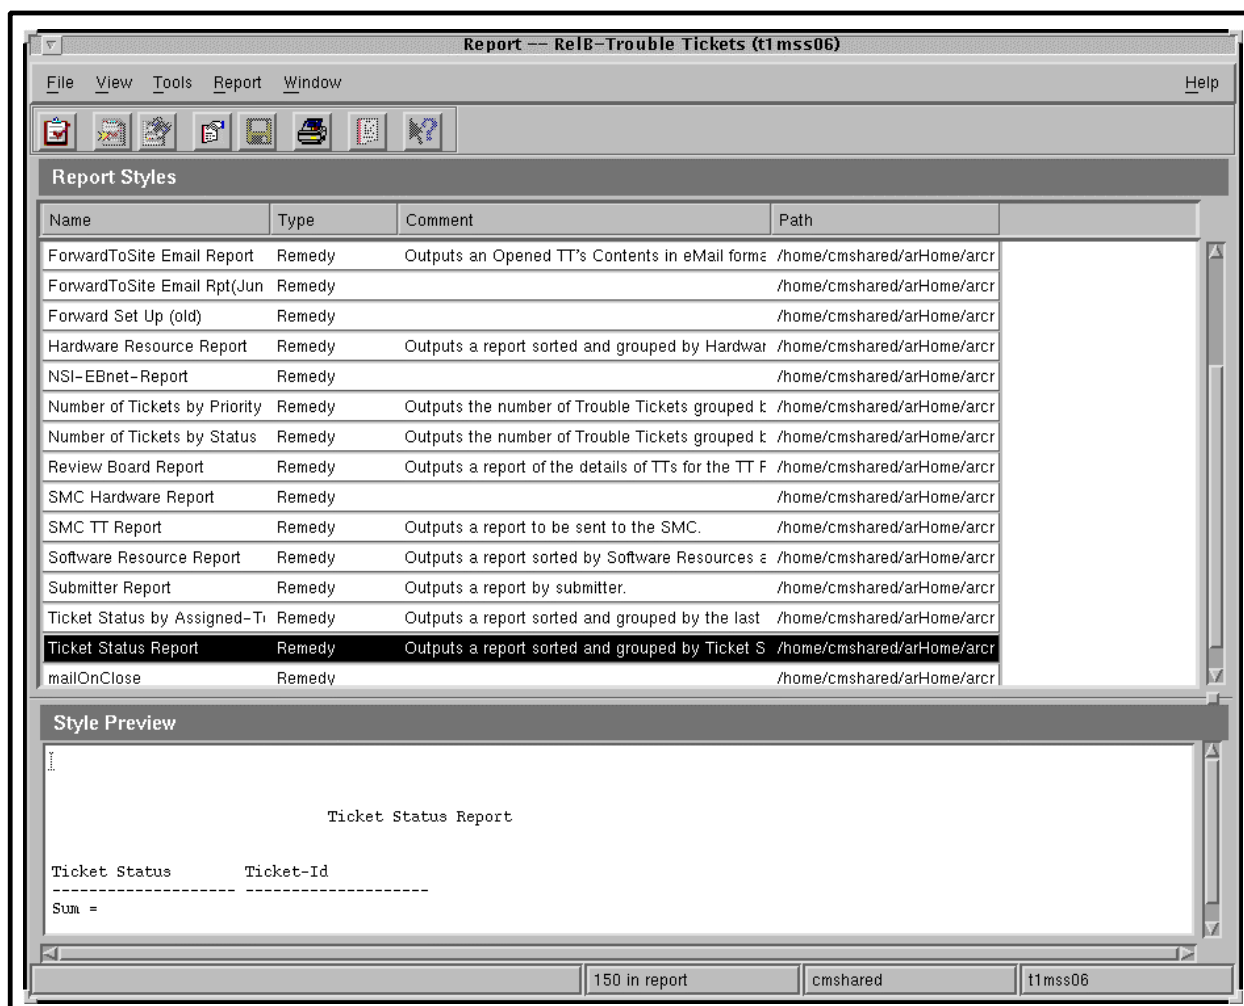 Report -- RelB-Trouble Tickets (t1mss06)
File View Tools Report Window Help
Report Styles
Name Type Comment Path
ForwardToSite Email Report Remedy Outputs an Opened TT's Contents in eMail forma /home/cmshared/arHome/arcr
ForwardToSite Email Rpt(Jun Remedy /home/cmshared/arHome/arcr
Forward Set Up (old) Remedy /home/cmshared/arHome/arcr
Hardware Resource Report Remedy Outputs a report sorted and grouped by Hardwar /home/cmshared/arHome/arcr
NSI-EBnet-Report Remedy /home/cmshared/arHome/arcr
Number of Tickets by Priority Remedy Outputs the number of Trouble Tickets grouped /home/cmshared/arHome/arcr
Number of Tickets by Status Remedy Outputs the number of Trouble Tickets grouped /home/cmshared/arHome/arcr
Review Board Report Remedy Outputs a report of the details of TTs for the TT /home/cmshared/arHome/arcr
SMC Hardware Report Remedy /home/cmshared/arHome/arcr
SMC TT Report Remedy Outputs a report to be sent to the SMC. /home/cmshared/arHome/arcr
Software Resource Report Remedy Outputs a report sorted by Software Resources /home/cmshared/arHome/arcr
Submitter Report Remedy Outputs a report by submitter. /home/cmshared/arHome/arcr
Ticket Status by Assigned-T Remedy Outputs a report sorted and grouped by the last /home/cmshared/arHome/arcr
Ticket Status Report Remedy Outputs a report sorted and grouped by Ticket S /home/cmshared/arHome/arcr
mailOnClose Remedy /home/cmshared/arHome/arcr
Style Preview
Ticket Status Report
Ticket Status Ticket-Id
-------------------- --------------------
Sum =
150 in report cmshared t1mss06